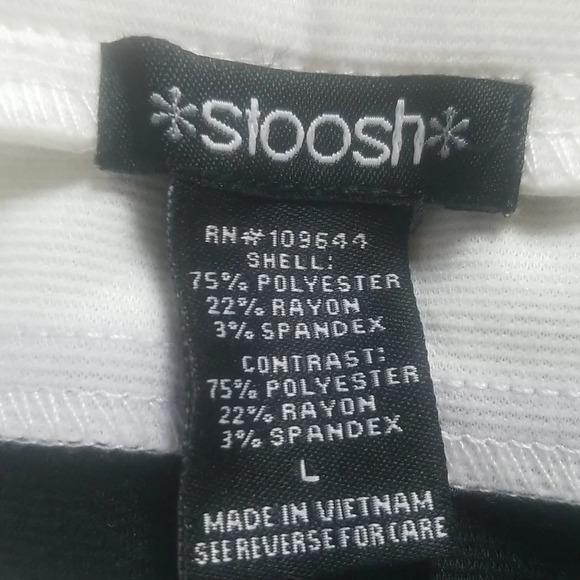 *stoosh*
RN#109644
SHELL:
75% POLYESTER
22% RAYON
3% SPANDEX
CONTRAST:
75% POLYESTER
22% RAYON
3% SPANDEX
L
MADE IN VIETNAM
SEE REVERSE FOR CARE